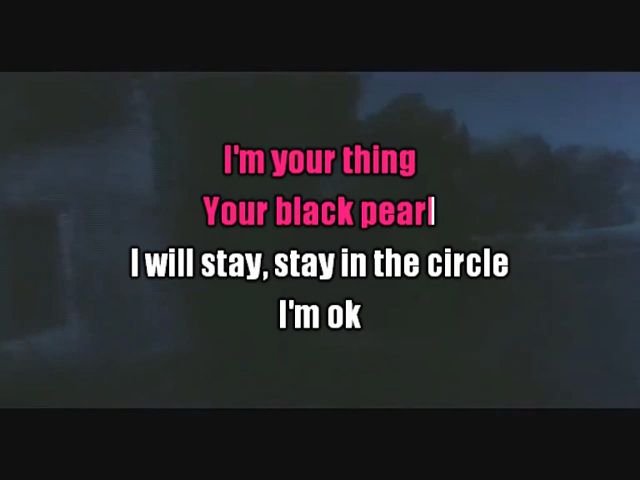 I'm your thing
Your black pearl
I will stay, stay in the circle
I'm ok